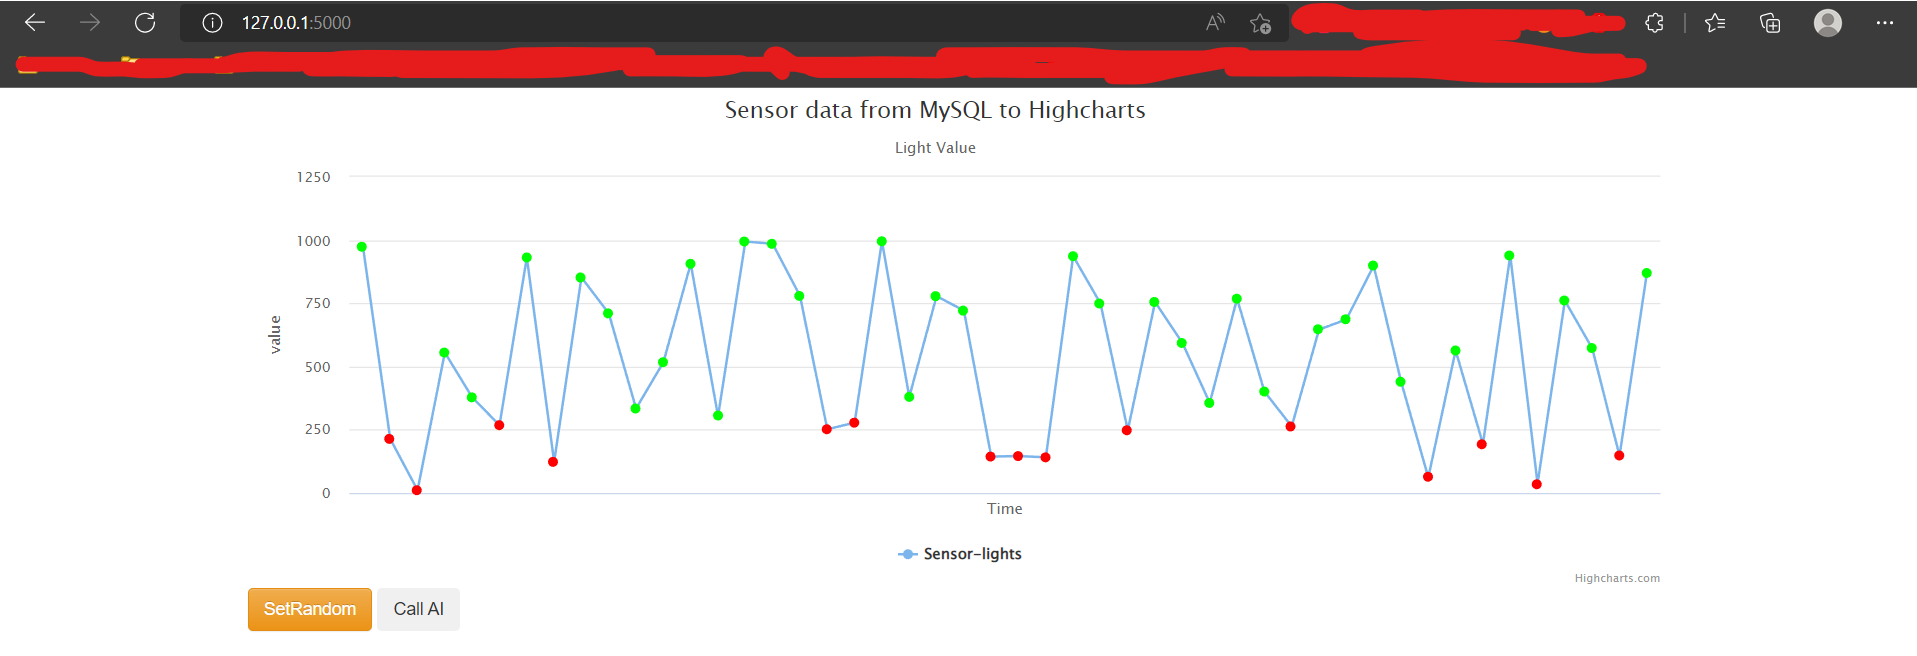 127.0.0.1:5000
Sensor data from MySQL to Highcharts
Light Value
1250
1000
750
500
250
0
value
Time
Sensor-lights
Highcharts.com
SetRandom
Call AI